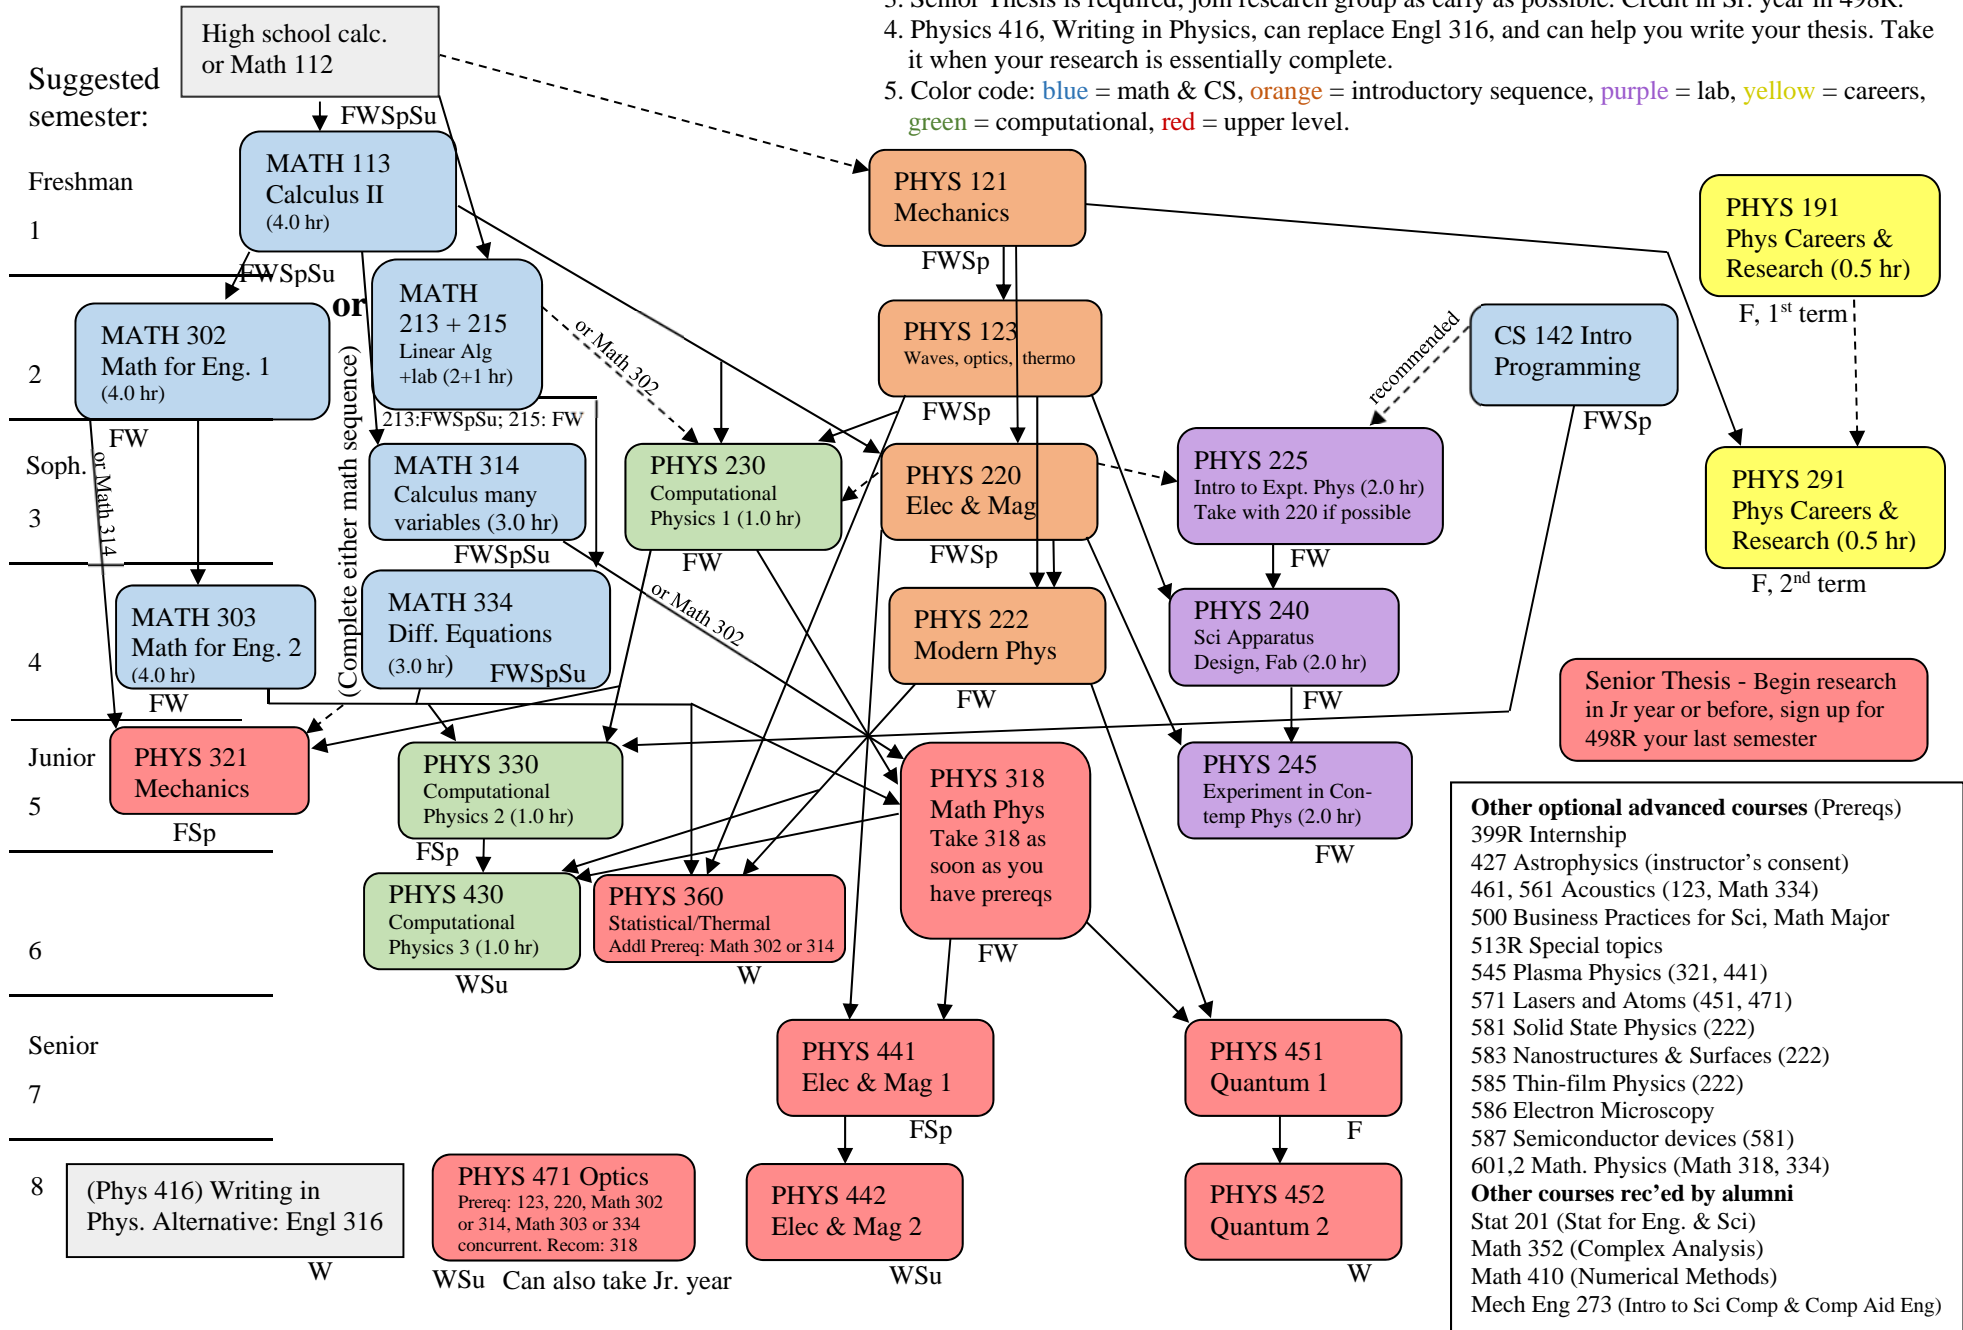 3. Senior Thesis is required, join research group as early as possible. Credit in Sr. year in 498R.
4. Physics 416, Writing in Physics, can replace Engl 316, and can help you write your thesis. Take
it when your research is essentially complete.
5. Color code: blue = math & CS, orange = introductory sequence, purple = lab, yellow = careers,
green = computational, red = upper level.
High school calc.
or Math 112
Suggested
semester:
FWSpSu
Freshman
1
MATH 113
Calculus II
(4.0 hr)
FWSpSu
PHYS 121
Mechanics
FWSp
PHYS 191
Phys Careers &
Research (0.5 hr)
F, 1st term
2
MATH 302
Math for Eng. 1
(4.0 hr)
FW
or
MATH
213 + 215
Linear Alg
+lab (2+1 hr)
213:FWSpSu; 215: FW
or Math 302
PHYS 123
Waves, optics, thermo
FWSp
recommended
CS 142 Intro
Programming
FWSp
(Complete either math sequence)
Soph.
3
or Math 314
MATH 314
Calculus many
variables (3.0 hr)
FWSpSu
PHYS 230
Computational
Physics 1 (1.0 hr)
FW
PHYS 220
Elec & Mag
FWSp
PHYS 225
Intro to Expt. Phys (2.0 hr)
Take with 220 if possible
FW
PHYS 291
Phys Careers &
Research (0.5 hr)
F, 2nd term
4
MATH 303
Math for Eng. 2
(4.0 hr)
FW
MATH 334
Diff. Equations
(3.0 hr)
FWSpSu
or Math 302
PHYS 222
Modern Phys
FW
PHYS 240
Sci Apparatus
Design, Fab (2.0 hr)
FW
Senior Thesis - Begin research
in Jr year or before, sign up for
498R your last semester
Junior
5
PHYS 321
Mechanics
FSp
PHYS 330
Computational
Physics 2 (1.0 hr)
FSp
PHYS 318
Math Phys
Take 318 as
soon as you
have prereqs
FW
PHYS 245
Experiment in Con-
temp Phys (2.0 hr)
FW
6
PHYS 430
Computational
Physics 3 (1.0 hr)
WSu
PHYS 360
Statistical/Thermal
Addl Prereq: Math 302 or 314
W
Senior
7
PHYS 441
Elec & Mag 1
FSp
PHYS 451
Quantum 1
F
8
(Phys 416) Writing in
Phys. Alternative: Engl 316
W
PHYS 471 Optics
Prereq: 123, 220, Math 302
or 314, Math 303 or 334
concurrent. Recom: 318
WSu Can also take Jr. year
PHYS 442
Elec & Mag 2
WSu
PHYS 452
Quantum 2
W
Other optional advanced courses (Prereqs)
399R Internship
427 Astrophysics (instructor's consent)
461, 561 Acoustics (123, Math 334)
500 Business Practices for Sci, Math Major
513R Special topics
545 Plasma Physics (321, 441)
571 Lasers and Atoms (451, 471)
581 Solid State Physics (222)
583 Nanostructures & Surfaces (222)
585 Thin-film Physics (222)
586 Electron Microscopy
587 Semiconductor devices (581)
601,2 Math. Physics (Math 318, 334)
Other courses rec'ed by alumni
Stat 201 (Stat for Eng. & Sci)
Math 352 (Complex Analysis)
Math 410 (Numerical Methods)
Mech Eng 273 (Intro to Sci Comp & Comp Aid Eng)